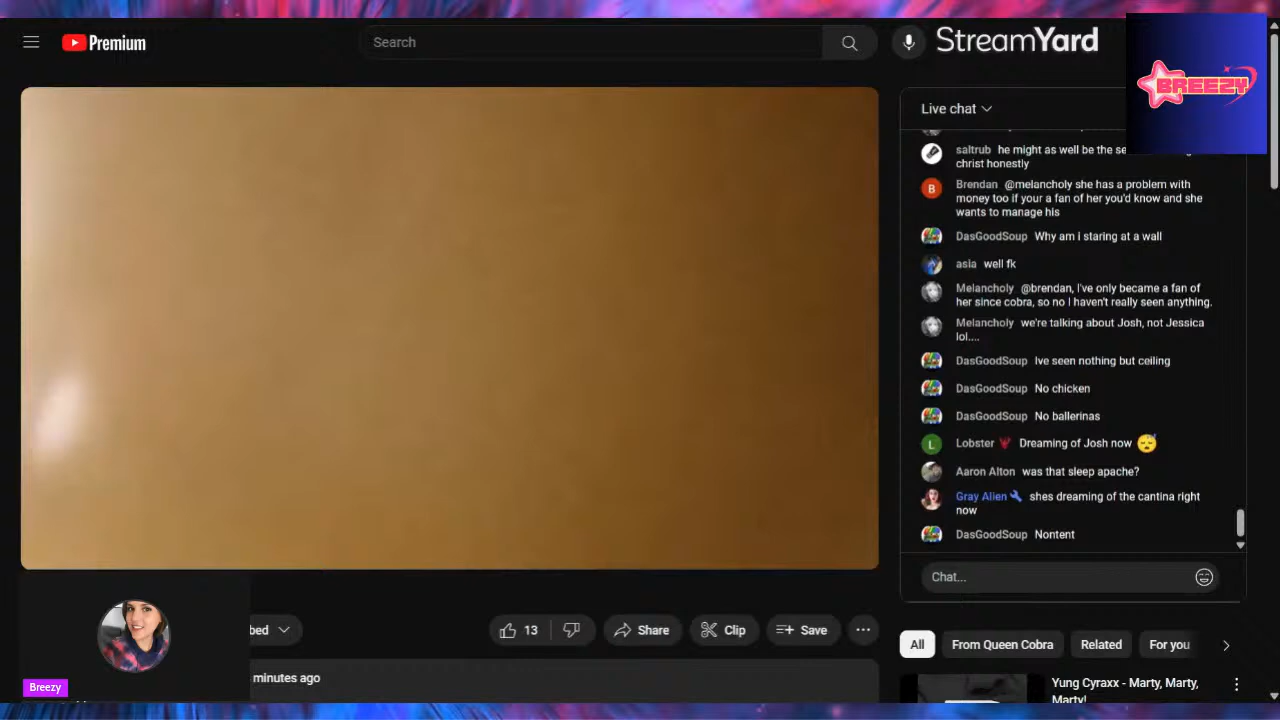 Premium
Search
StreamYard
BREEZY
Live chat
saltrub he might as well be the
christ honestly
Brendan @melancholy she has a problem with
money too if your a fan of her you'd know and she
wants to manage his
DasGoodSoup Why am i staring at a wall
asia well fk
Melancholy @brendan, I've only became a fan of
her since cobra, so no I haven't really seen anything.
Melancholy we're talking about Josh, not Jessica
lol....
DasGoodSoup Ive seen nothing but ceiling
DasGoodSoup No chicken
DasGoodSoup No ballerinas
L Lobster Dreaming of Josh now
Aaron Alton was that sleep apache?
Gray Alien shes dreaming of the cantina right
now
DasGoodSoup Nontent
Chat...
bed
13
Share
Clip
Save
All
From Queen Cobra
Related
For you
minutes ago
Breezy
Yung Cyraxx - Marty, Marty,
Marty!